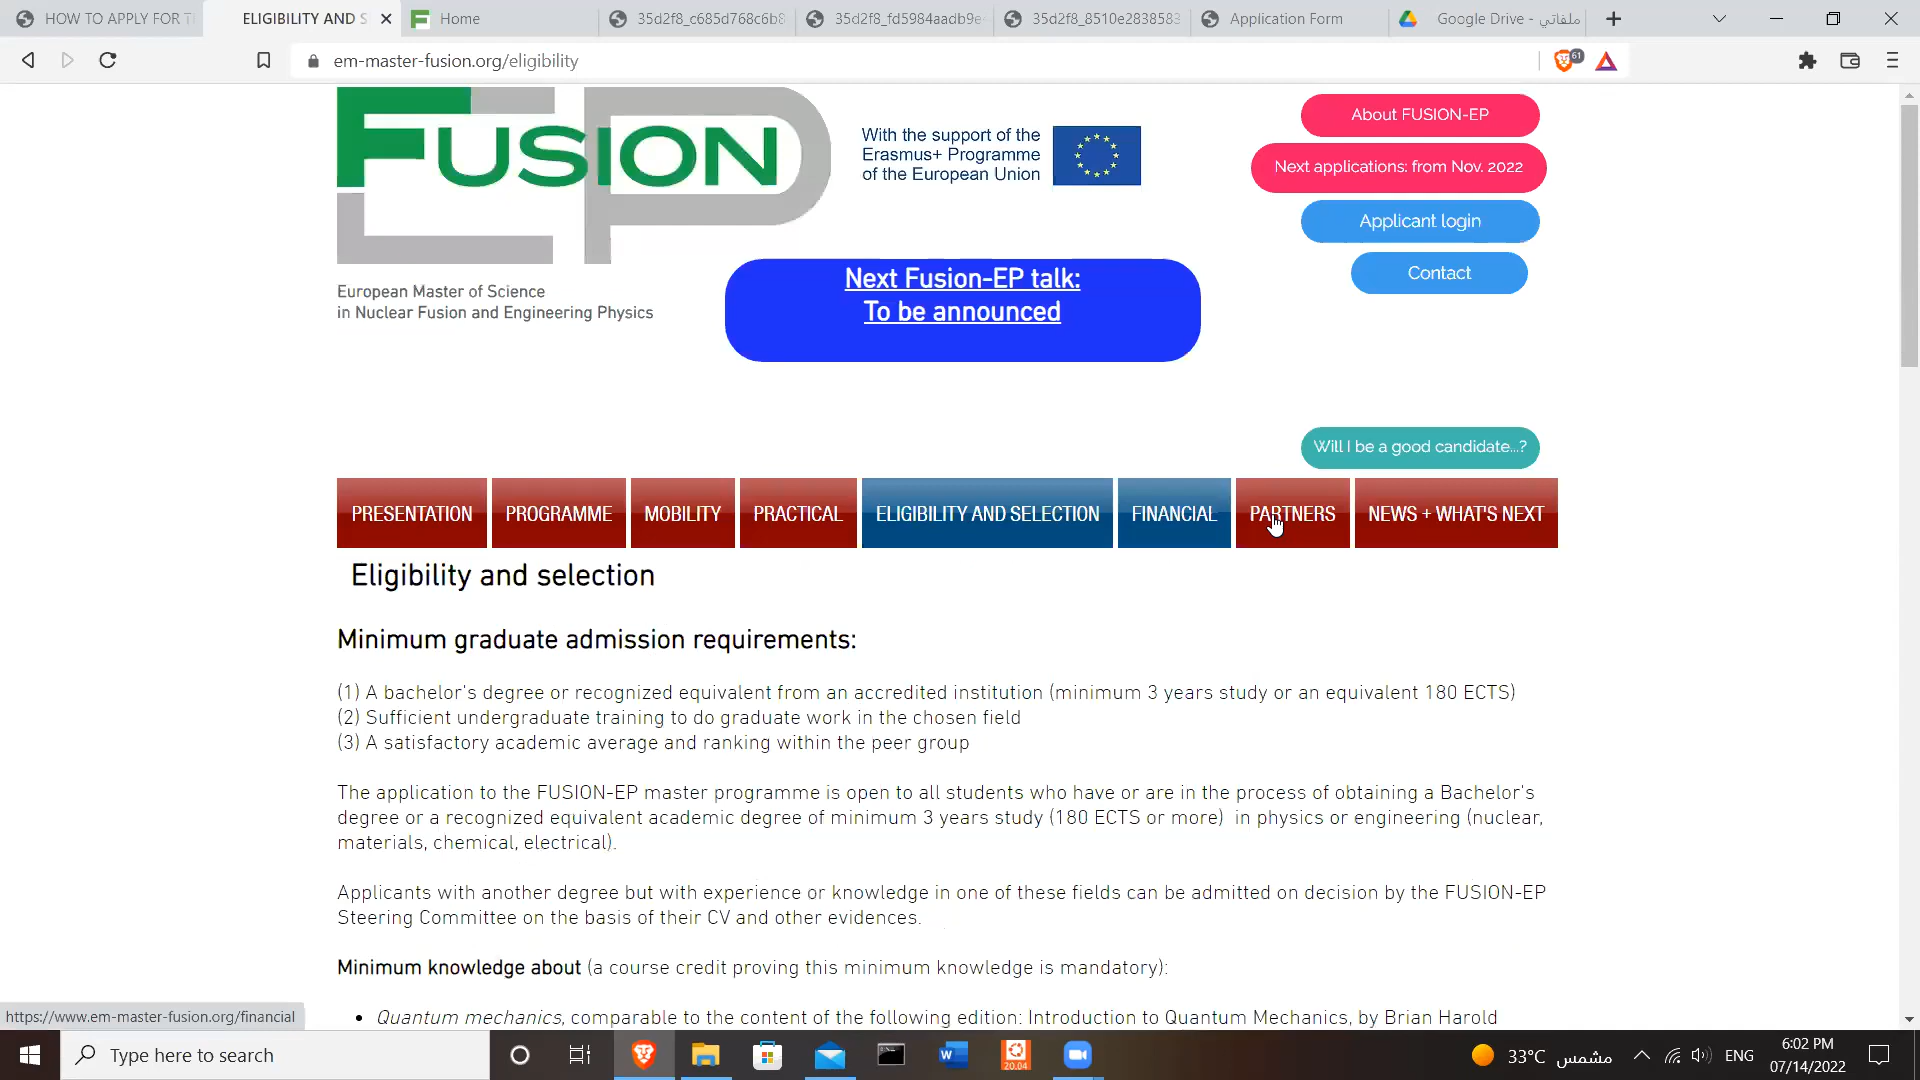 HOW TO APPLY FOR T
ELIGIBILITY AND S
Home
35d2f8_c685d768c6b8
35d2f8_fd5984aadb9e
35d2f8_8510e2838583
Application Form
Google Drive - ملفاتي
em-master-fusion.org/eligibility
61
FUSION
EP
European Master of Science
in Nuclear Fusion and Engineering Physics
With the support of the
Erasmus+ Programme
of the European Union
About FUSION-EP
Next applications: from Nov. 2022
Applicant login
Contact
Next Fusion-EP talk:
To be announced
Will I be a good candidate...?
PRESENTATION
PROGRAMME
MOBILITY
PRACTICAL
ELIGIBILITY AND SELECTION
FINANCIAL
PARTNERS
NEWS + WHAT'S NEXT
Eligibility and selection
Minimum graduate admission requirements:
(1) A bachelor's degree or recognized equivalent from an accredited institution (minimum 3 years study or an equivalent 180 ECTS)
(2) Sufficient undergraduate training to do graduate work in the chosen field
(3) A satisfactory academic average and ranking within the peer group
The application to the FUSION-EP master programme is open to all students who have or are in the process of obtaining a Bachelor's
degree or a recognized equivalent academic degree of minimum 3 years study (180 ECTS or more) in physics or engineering (nuclear,
materials, chemical, electrical).
Applicants with another degree but with experience or knowledge in one of these fields can be admitted on decision by the FUSION-EP
Steering Committee on the basis of their CV and other evidences.
Minimum knowledge about (a course credit proving this minimum knowledge is mandatory):
• Quantum mechanics, comparable to the content of the following edition: Introduction to Quantum Mechanics, by Brian Harold
https://www.em-master-fusion.org/financial
Type here to search
20.04
33°C مشمس
ENG
6:02 PM
07/14/2022